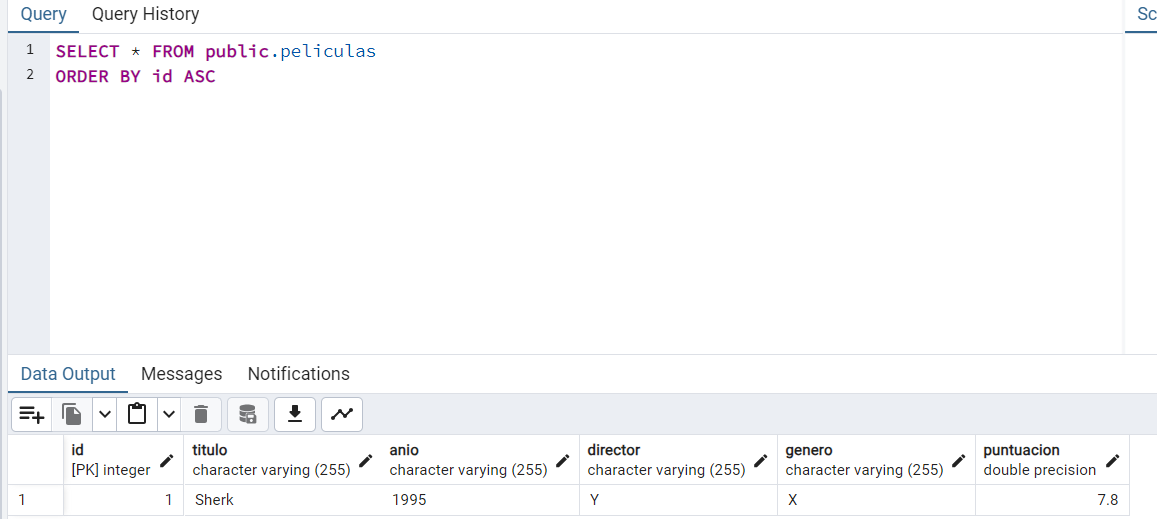 Query Query History Sc
1 SELECT * FROM public.peliculas
2 ORDER BY id ASC
Data Output Messages Notifications
id titulo anio director genero puntuacion
[PK] integer character varying (255) character varying (255) character varying (255) character varying (255) double precision
1 1 Sherk 1995 Y X 7.8